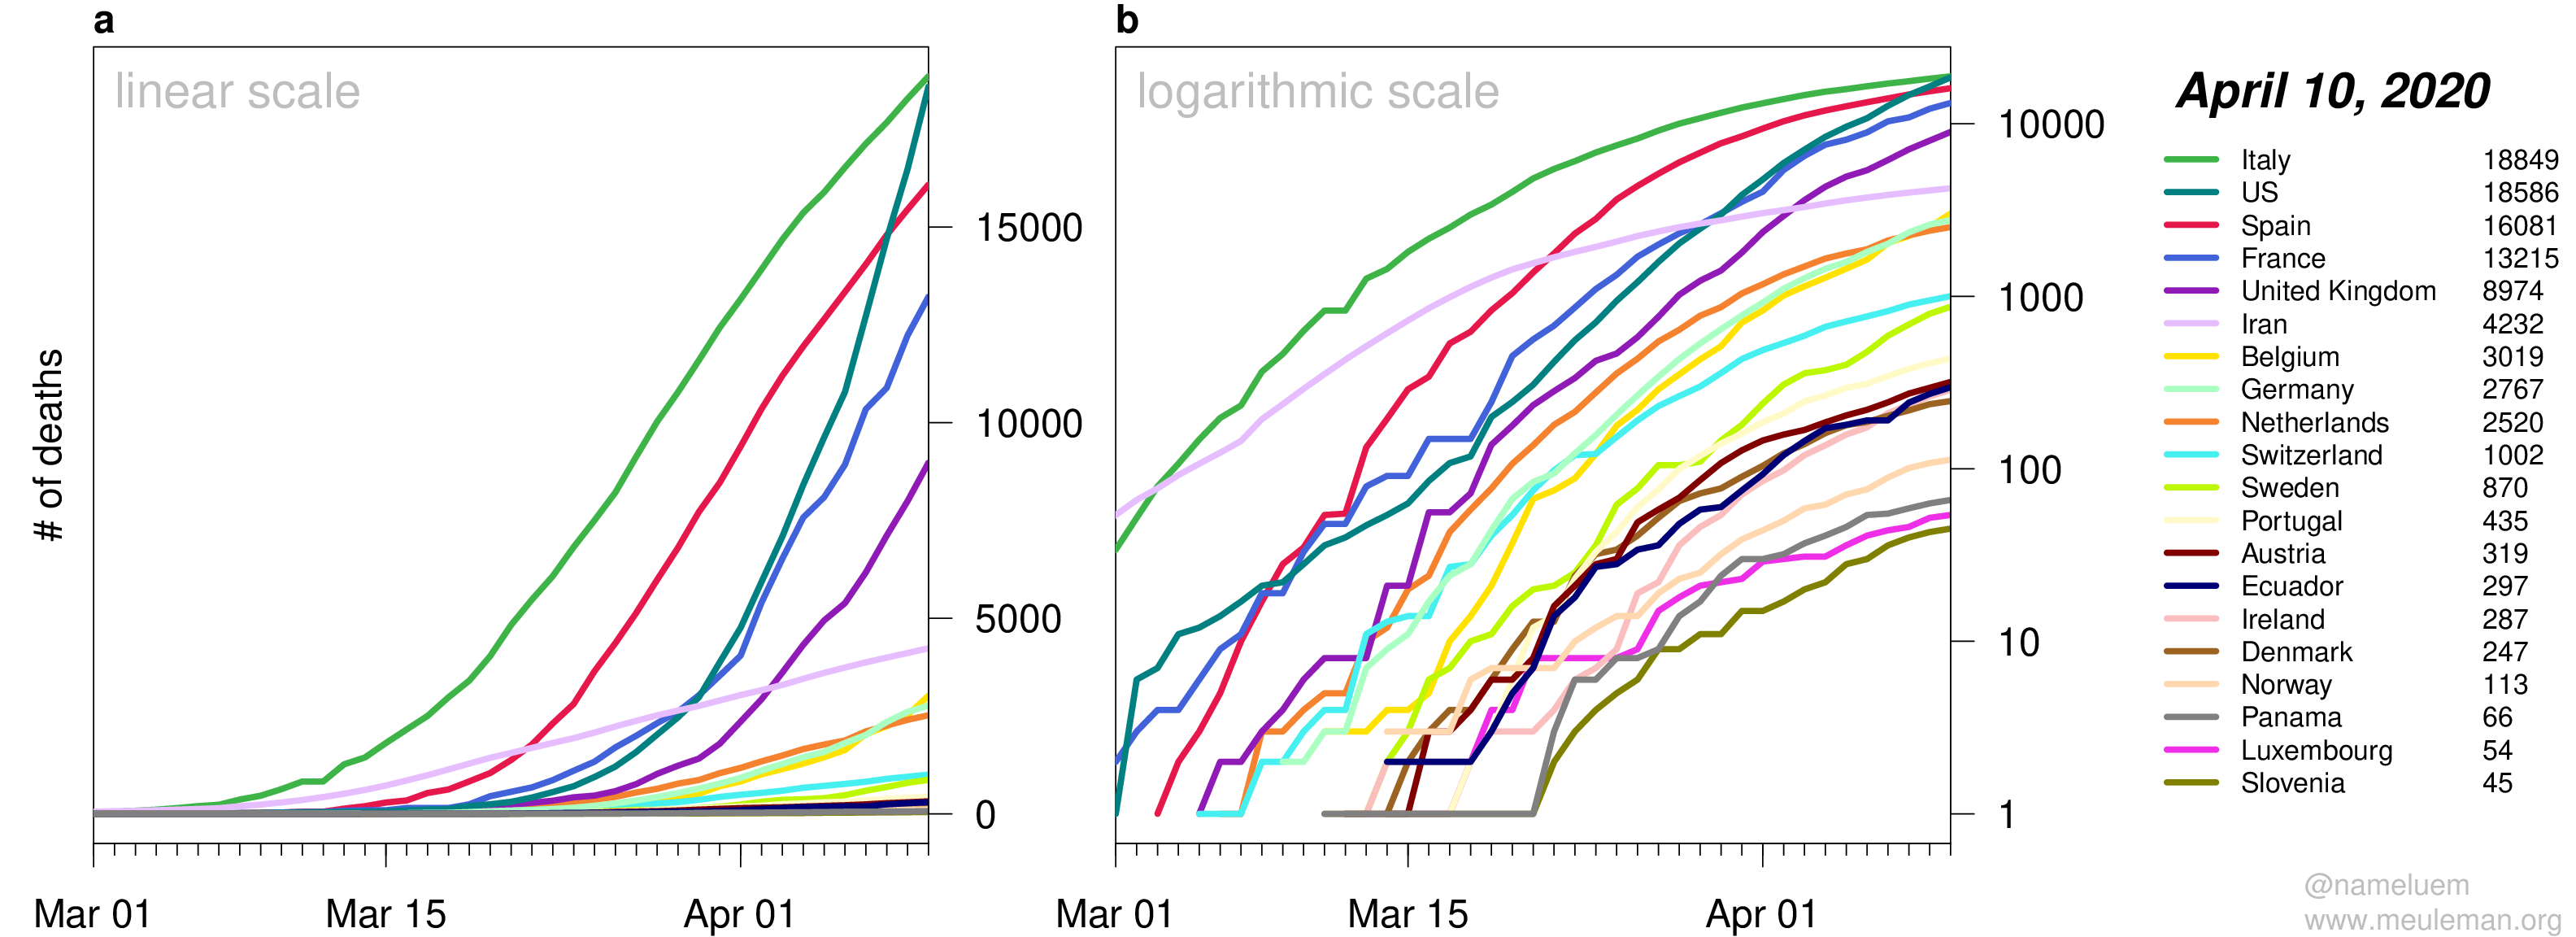 a
linear scale
# of deaths
15000
10000
5000
0
Mar 01 Mar 15 Apr 01
b
logarithmic scale
10000
1000
100
10
1
Mar 01 Mar 15 Apr 01
April 10, 2020
Italy 18849
US 18586
Spain 16081
France 13215
United Kingdom 8974
Iran 4232
Belgium 3019
Germany 2767
Netherlands 2520
Switzerland 1002
Sweden 870
Portugal 435
Austria 319
Ecuador 297
Ireland 287
Denmark 247
Norway 113
Panama 66
Luxembourg 54
Slovenia 45
@nameluem
www.meuleman.org